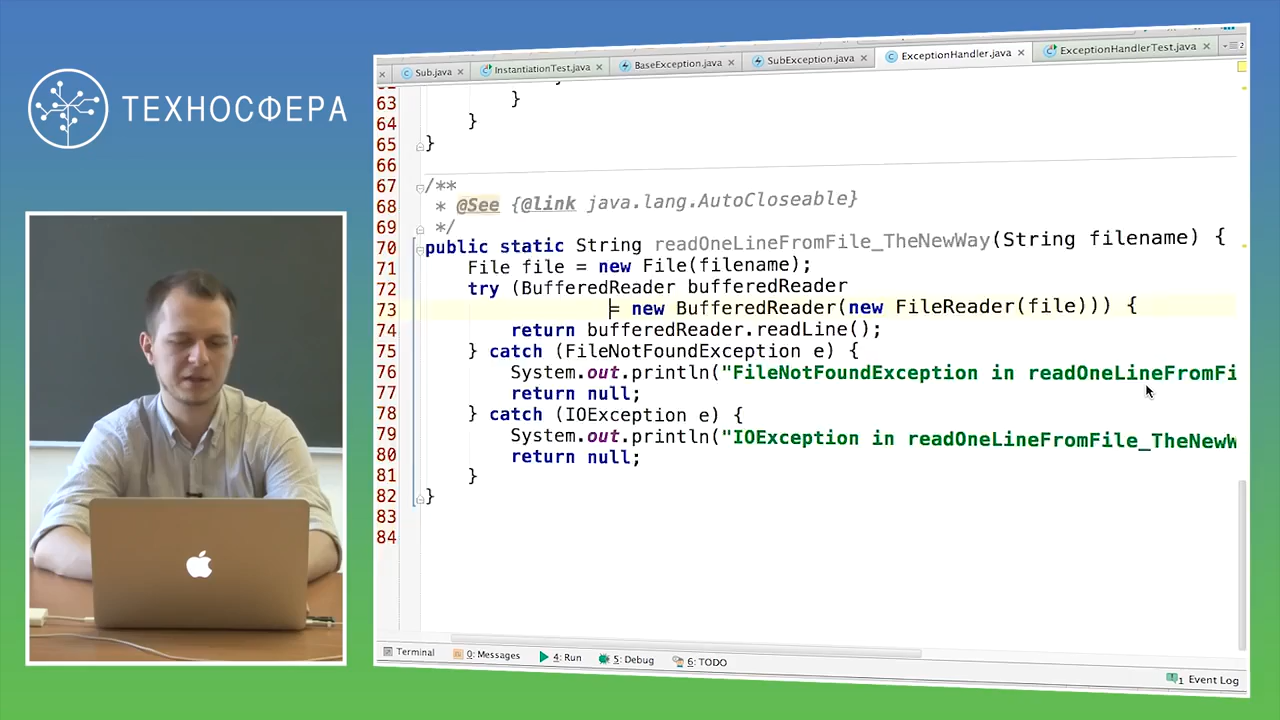 ТЕХНОСФЕРА
Sub.java
InstantiationTest.java
BaseException.java
SubException.java
ExceptionHandler.java
ExceptionHandlerTest.java
2
63 }
64 }
65 }
66
67 /**
68 * @See {@link java.lang.AutoCloseable}
69 */
70 public static String readOneLineFromFile_TheNewWay(String filename) {
71 File file = new File(filename);
72 try (BufferedReader bufferedReader
73 = new BufferedReader(new FileReader(file))) {
74 return bufferedReader.readLine();
75 } catch (FileNotFoundException e) {
76 System.out.println("FileNotFoundException in readOneLineFromFi
77 return null;
78 } catch (IOException e) {
79 System.out.println("IOException in readOneLineFromFile_TheNewW
80 return null;
81 }
82 }
83
84
Terminal
0: Messages
4: Run
5: Debug
6: TODO
1 Event Log